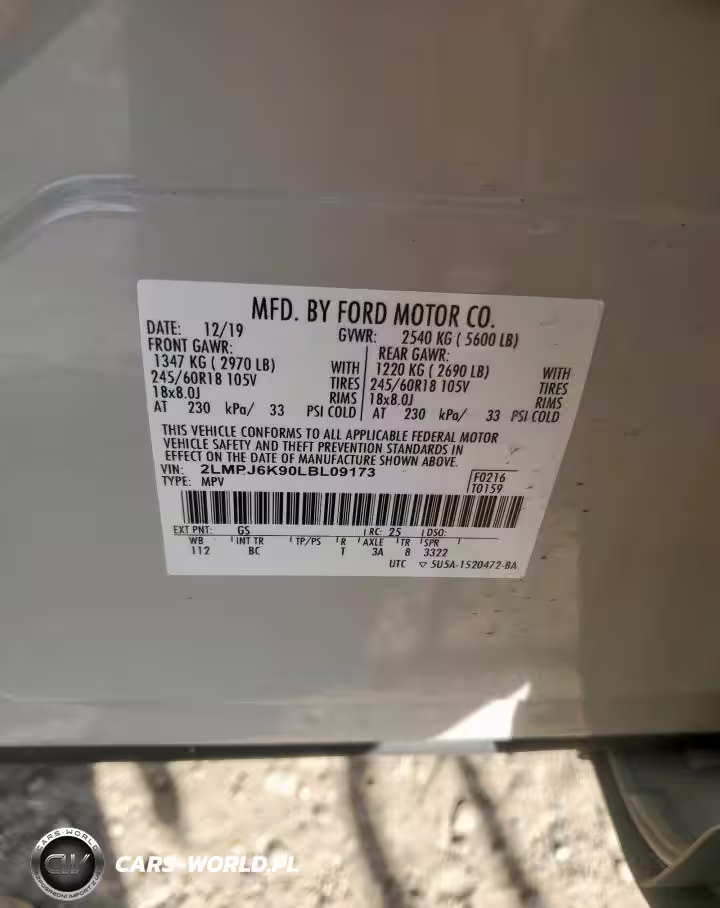 MFD. BY FORD MOTOR CO.
DATE: 12/19 GVWR: 2540 KG ( 5600 LB)
FRONT GAWR: REAR GAWR:
1347 KG ( 2970 LB) WITH 1220 KG ( 2690 LB) WITH
245/60R18 105V TIRES 245/60R18 105V TIRES
18x8.0J RIMS 18x8.0J RIMS
AT 230 kPa/ 33 PSI COLD AT 230 kPa/ 33 PSI COLD
THIS VEHICLE CONFORMS TO ALL APPLICABLE FEDERAL MOTOR
VEHICLE SAFETY AND THEFT PREVENTION STANDARDS IN
EFFECT ON THE DATE OF MANUFACTURE SHOWN ABOVE.
VIN: 2LMPJ6K90LBL09173 F0216
TYPE: MPV T0159
EXT PNT: GS RC: 25 DSO:
WB INT TR TP/PS R AXLE TR SPR
112 BC T 3A 8 3322
UTC ▽ 5U5A-1520472-BA
CARS-WORLD
CW
CARS-WORLD.PL